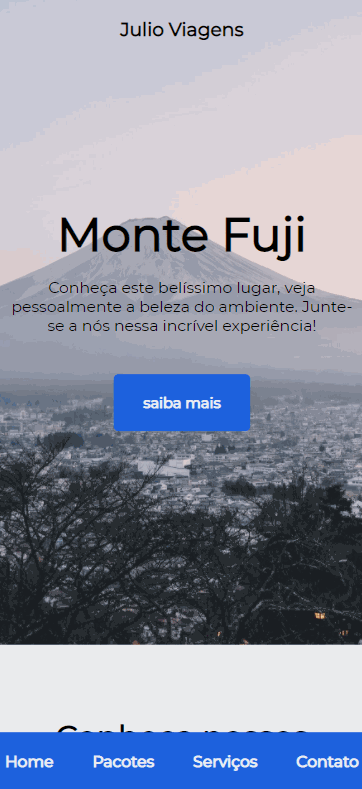 Julio Viagens
Monte Fuji
Conheça este belíssimo lugar, veja
pessoalmente a beleza do ambiente. Junte-
se a nós nessa incrível experiência!
saiba mais
Home Pacotes Serviços Contato